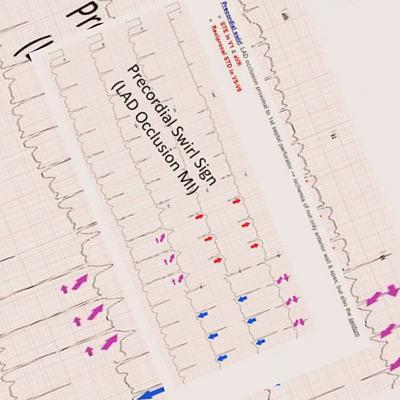 Pr
(L
Precordial Swirl Sign
(LAD Occlusion MI)
Precordial swirl: LAD occlusion proximal to 1st septal perforator → ischemia of not only anterior wall & apex, but also the septum
STE in V1 & aVR
Reciprocal STD in V5-V6